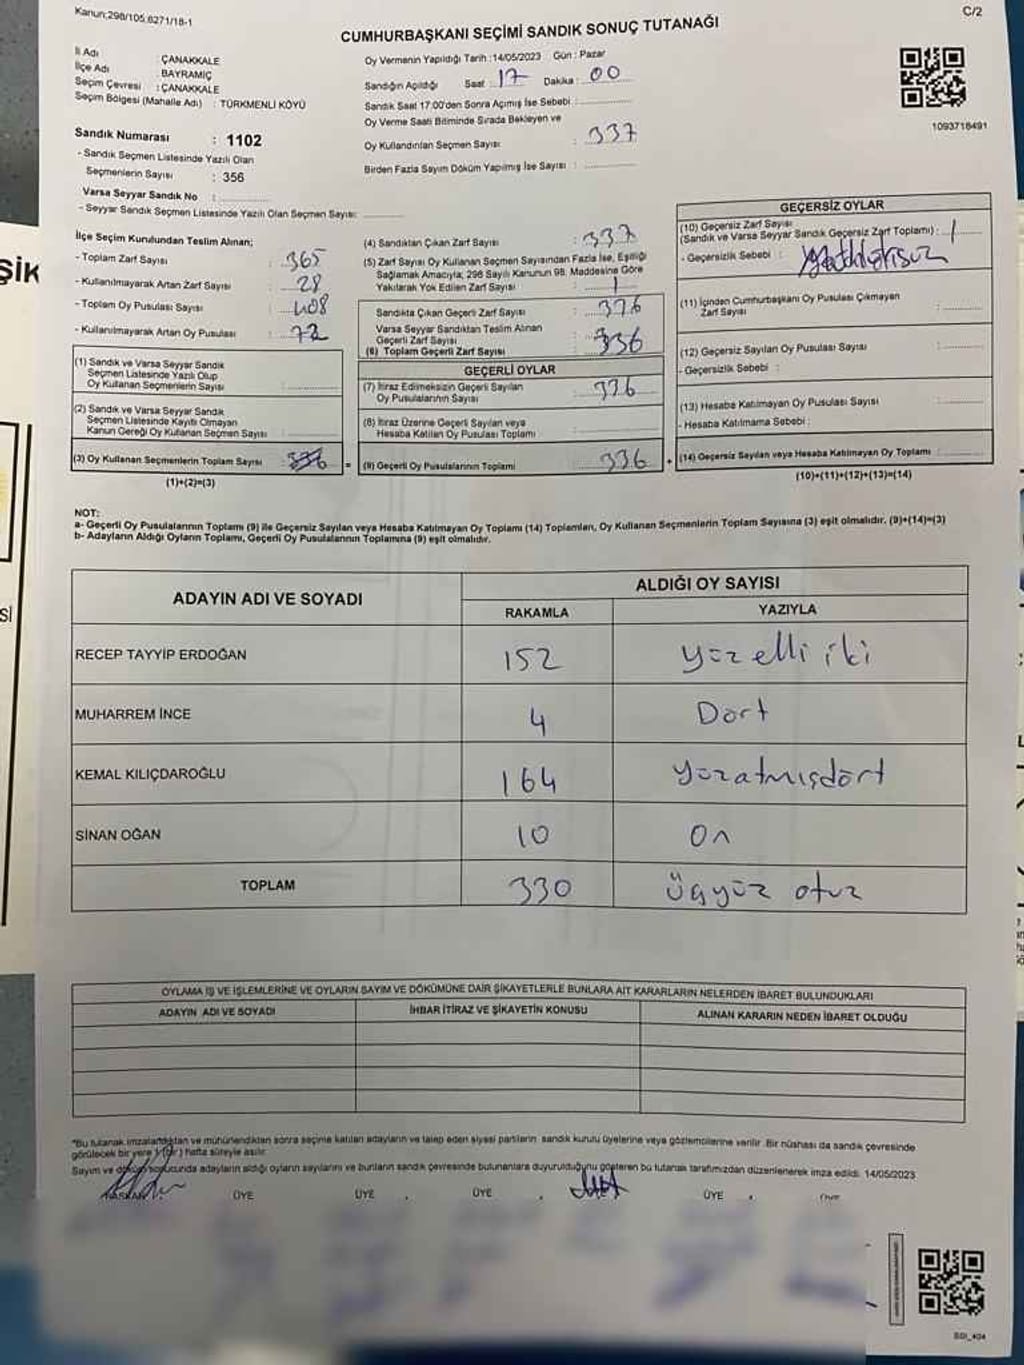 Kanun;298/105,6271/18-1
C/2
CUMHURBAŞKANI SEÇİMİ SANDIK SONUÇ TUTANAĞI
İl Adı : ÇANAKKALE
İlçe Adı : BAYRAMİÇ
Seçim Çevresi : ÇANAKKALE
Seçim Bölgesi (Mahalle Adı) : TÜRKMENLİ KÖYÜ
Sandık Numarası : 1102
- Sandık Seçmen Listesinde Yazılı Olan
Seçmenlerin Sayısı : 356
Varsa Seyyar Sandık No :
- Seyyar Sandık Seçmen Listesinde Yazılı Olan Seçmen Sayısı:
Oy Vermenin Yapıldığı Tarih :14/05/2023 Gün : Pazar
Sandığın Açıldığı Saat : 17 Dakika : 00
Sandık Saat 17:00'den Sonra Açımış İse Sebebi :
Oy Verme Saati Bitiminde Sırada Bekleyen ve
Oy Kullandırılan Seçmen Sayısı : 337
Birden Fazla Sayım Döküm Yapılmış İse Sayısı :
1093718491
İlçe Seçim Kurulundan Teslim Alınan;
- Toplam Zarf Sayısı : 365
- Kullanılmayarak Artan Zarf Sayısı : 28
- Toplam Oy Pusulası Sayısı : 408
- Kullanılmayarak Artan Oy Pusulası : 72
(1) Sandık ve Varsa Seyyar Sandık
Seçmen Listesinde Yazılı Olup
Oy Kullanan Seçmenlerin Sayısı :
(2) Sandık ve Varsa Seyyar Sandık
Seçmen Listesinde Kayıtlı Olmayan
Kanun Gereği Oy Kullanan Seçmen Sayısı :
(3) Oy Kullanan Seçmenlerin Toplam Sayısı : 336 =
(1)+(2)=(3)
(4) Sandıktan Çıkan Zarf Sayısı : 337
(5) Zarf Sayısı Oy Kullanan Seçmen Sayısından Fazla İse, Eşitliği
Sağlamak Amacıyla; 298 Sayılı Kanunun 98. Maddesine Göre
Yakılarak Yok Edilen Zarf Sayısı : 1
Sandıkta Çıkan Geçerli Zarf Sayısı : 336
Varsa Seyyar Sandıktan Teslim Alınan
Geçerli Zarf Sayısı
(6) Toplam Geçerli Zarf Sayısı : 336
GEÇERLİ OYLAR
(7) İtiraz Edilmeksizin Geçerli Sayılan
Oy Pusulalarının Sayısı : 336
(8) İtiraz Üzerine Geçerli Sayılan veya
Hesaba Katılan Oy Pusulası Toplamı :
(9) Geçerli Oy Pusulalarının Toplamı : 336 +
GEÇERSİZ OYLAR
(10) Geçersiz Zarf Sayısı
(Sandık ve Varsa Seyyar Sandık Geçersiz Zarf Toplamı) : 1
- Geçersizlik Sebebi :
(11) İçinden Cumhurbaşkanı Oy Pusulası Çıkmayan
Zarf Sayısı :
(12) Geçersiz Sayılan Oy Pusulası Sayısı :
- Geçersizlik Sebebi :
(13) Hesaba Katılmayan Oy Pusulası Sayısı :
- Hesaba Katılmama Sebebi :
(14) Geçersiz Sayılan veya Hesaba Katılmayan Oy Toplamı :
(10)+(11)+(12)+(13)=(14)
NOT:
a- Geçerli Oy Pusulalarının Toplamı (9) ile Geçersiz Sayılan veya Hesaba Katılmayan Oy Toplamı (14) Toplamları, Oy Kullanan Seçmenlerin Toplam Sayısına (3) eşit olmalıdır. (9)+(14)=(3)
b- Adayların Aldığı Oyların Toplamı, Geçerli Oy Pusulalarının Toplamına (9) eşit olmalıdır.
ADAYIN ADI VE SOYADI
ALDIĞI OY SAYISI
RAKAMLA YAZIYLA
RECEP TAYYİP ERDOĞAN 152 yüzelli iki
MUHARREM İNCE 4 Dört
KEMAL KILIÇDAROĞLU 164 yüzatmışdört
SİNAN OĞAN 10 On
TOPLAM 330 Üçyüz otuz
OYLAMA İŞ VE İŞLEMLERİNE VE OYLARIN SAYIM VE DÖKÜMÜNE DAİR ŞİKAYETLERLE BUNLARA AİT KARARLARIN NELERDEN İBARET BULUNDUKLARI
ADAYIN ADI VE SOYADI İHBAR İTİRAZ VE ŞİKAYETİN KONUSU ALINAN KARARIN NEDEN İBARET OLDUĞU
*Bu tutanak imzalandıktan ve mühürlendikten sonra seçime katılan adayların ve talep eden siyasi partilerin sandık kurulu üyelerine veya gözlemcilerine verilir. Bir nüshası da sandık çevresinde
görülecek bir yere 1 (bir) hafta süreyle asılır.
Sayım ve döküm sonucunda adayların aldığı oyların sayılarını ve bunların sandık çevresinde bulunanlara duyurulduğunu gösteren bu tutanak tarafımızdan düzenlenerek imza edildi. 14/05/2023
BAŞKAN ÜYE ÜYE ÜYE ÜYE